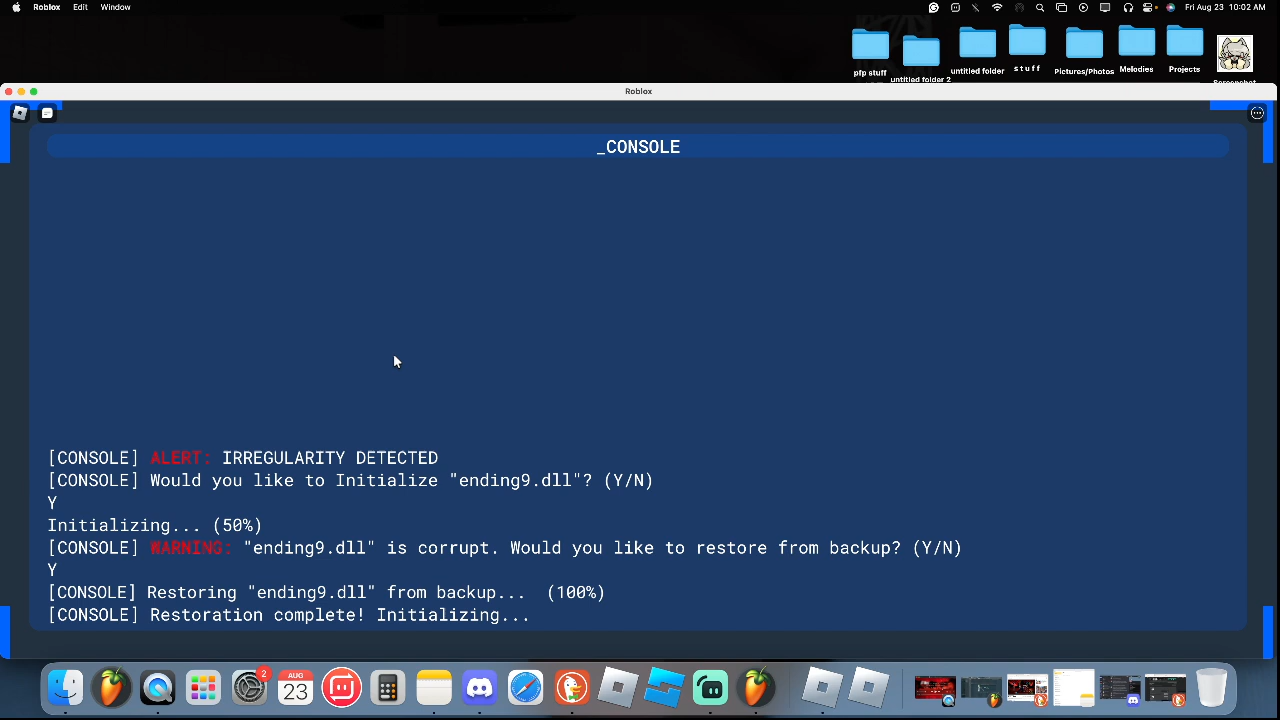 Roblox Edit Window Fri Aug 23 10:02 AM
pfp stuff
untitled folder 2
untitled folder
stuff
Pictures/Photos
Melodies
Projects
Roblox
_CONSOLE
[CONSOLE] ALERT: IRREGULARITY DETECTED
[CONSOLE] Would you like to Initialize "ending9.dll"? (Y/N)
Y
Initializing... (50%)
[CONSOLE] WARNING: "ending9.dll" is corrupt. Would you like to restore from backup? (Y/N)
Y
[CONSOLE] Restoring "ending9.dll" from backup... (100%)
[CONSOLE] Restoration complete! Initializing...
2
AUG
23